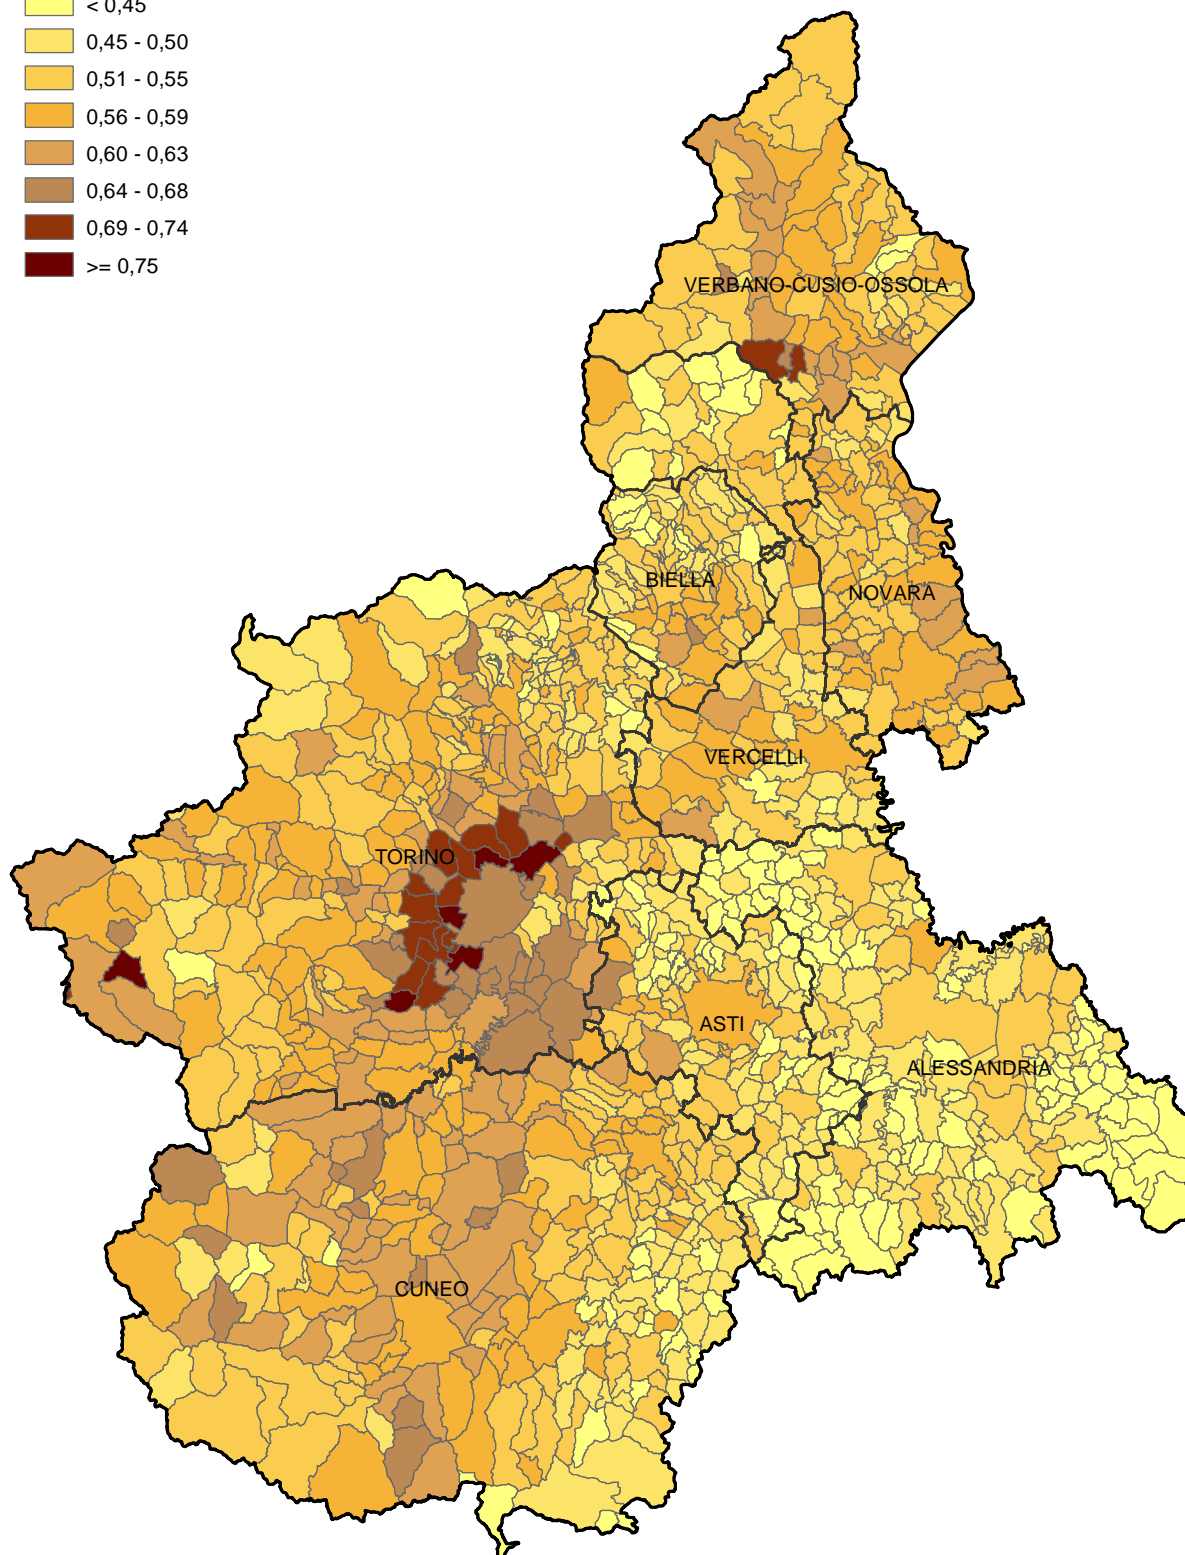 < 0,45
0,45 - 0,50
0,51 - 0,55
0,56 - 0,59
0,60 - 0,63
0,64 - 0,68
0,69 - 0,74
>= 0,75
VERBANO-CUSIO-OSSOLA
BIELLA
NOVARA
VERCELLI
TORINO
ASTI
ALESSANDRIA
CUNEO